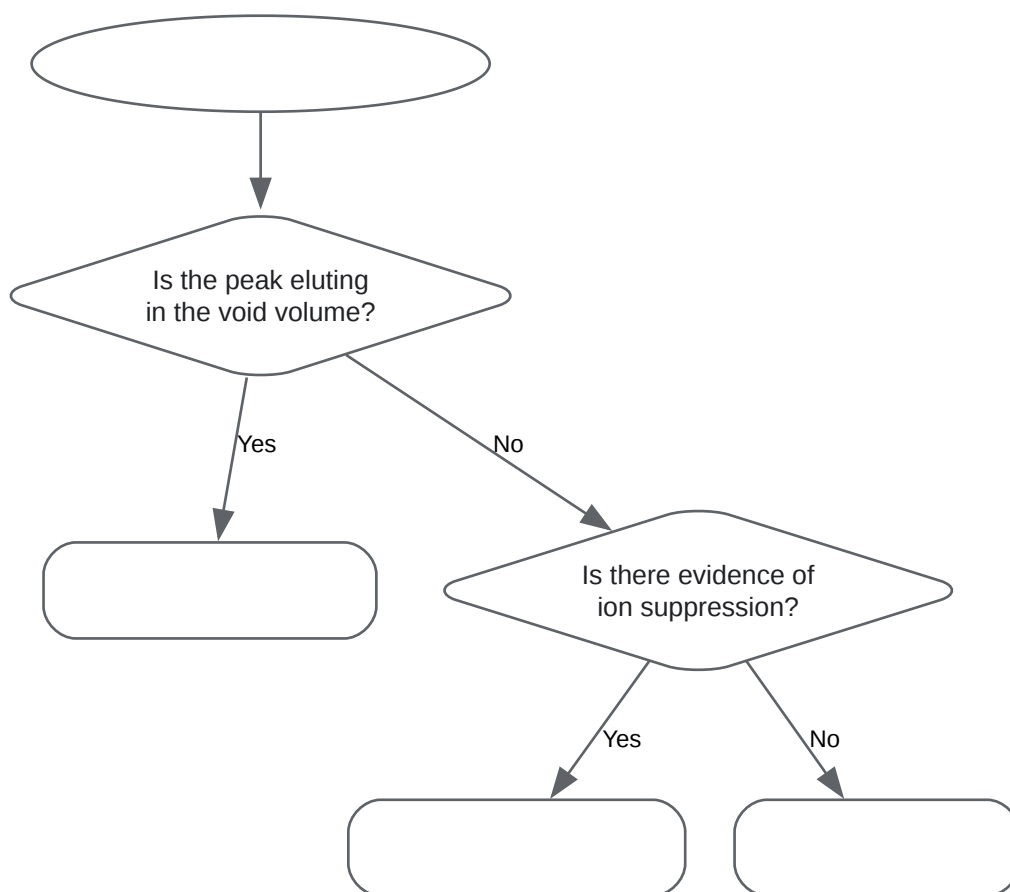 Is the peak eluting
in the void volume?
Yes
No
Is there evidence of
ion suppression?
Yes
No